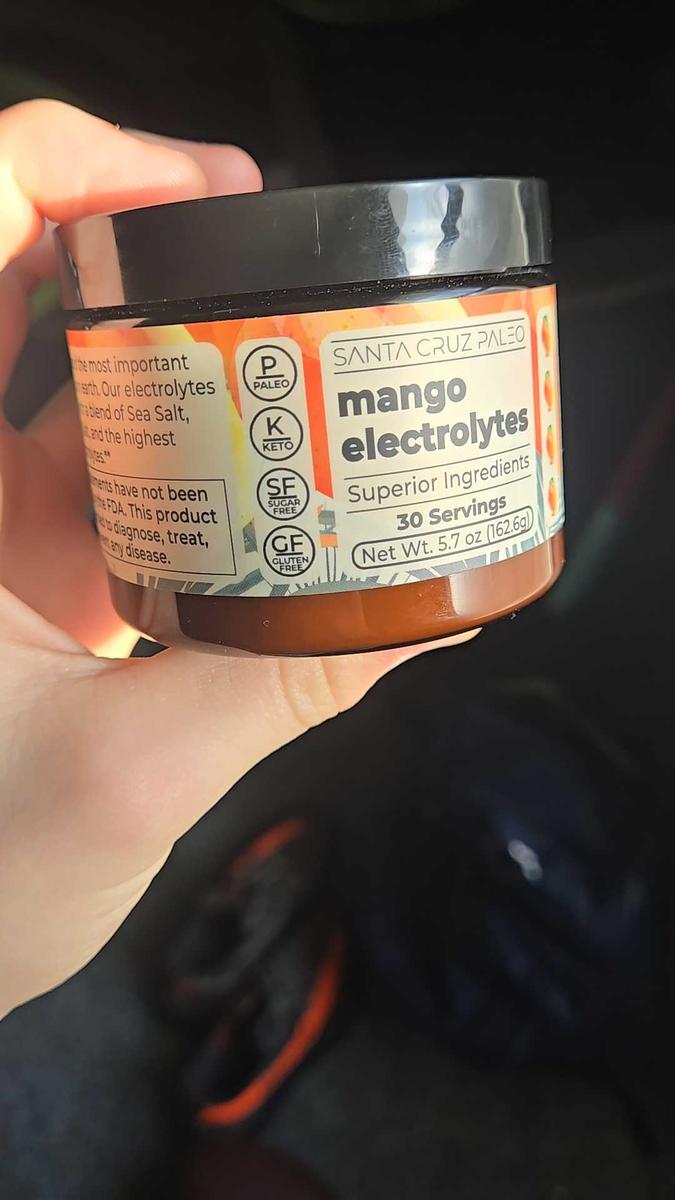 the most important
earth. Our electrolytes
a blend of Sea Salt,
and the highest
P
PALEO
K
KETO
SF
SUGAR
FREE
GF
GLUTEN
FREE
have not been
FDA. This product
to diagnose, treat,
any disease.
SANTA CRUZ PALEO
mango
electrolytes
Superior Ingredients
30 Servings
Net Wt. 5.7 oz (162.6g)